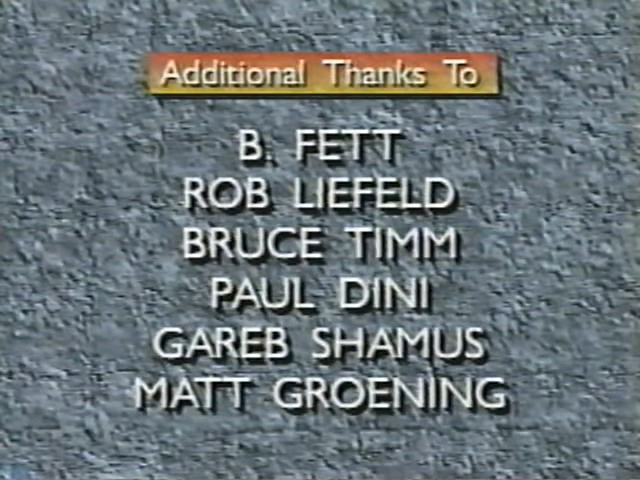 Additional Thanks To
B. FETT
ROB LIEFELD
BRUCE TIMM
PAUL DINI
GAREB SHAMUS
MATT GROENING